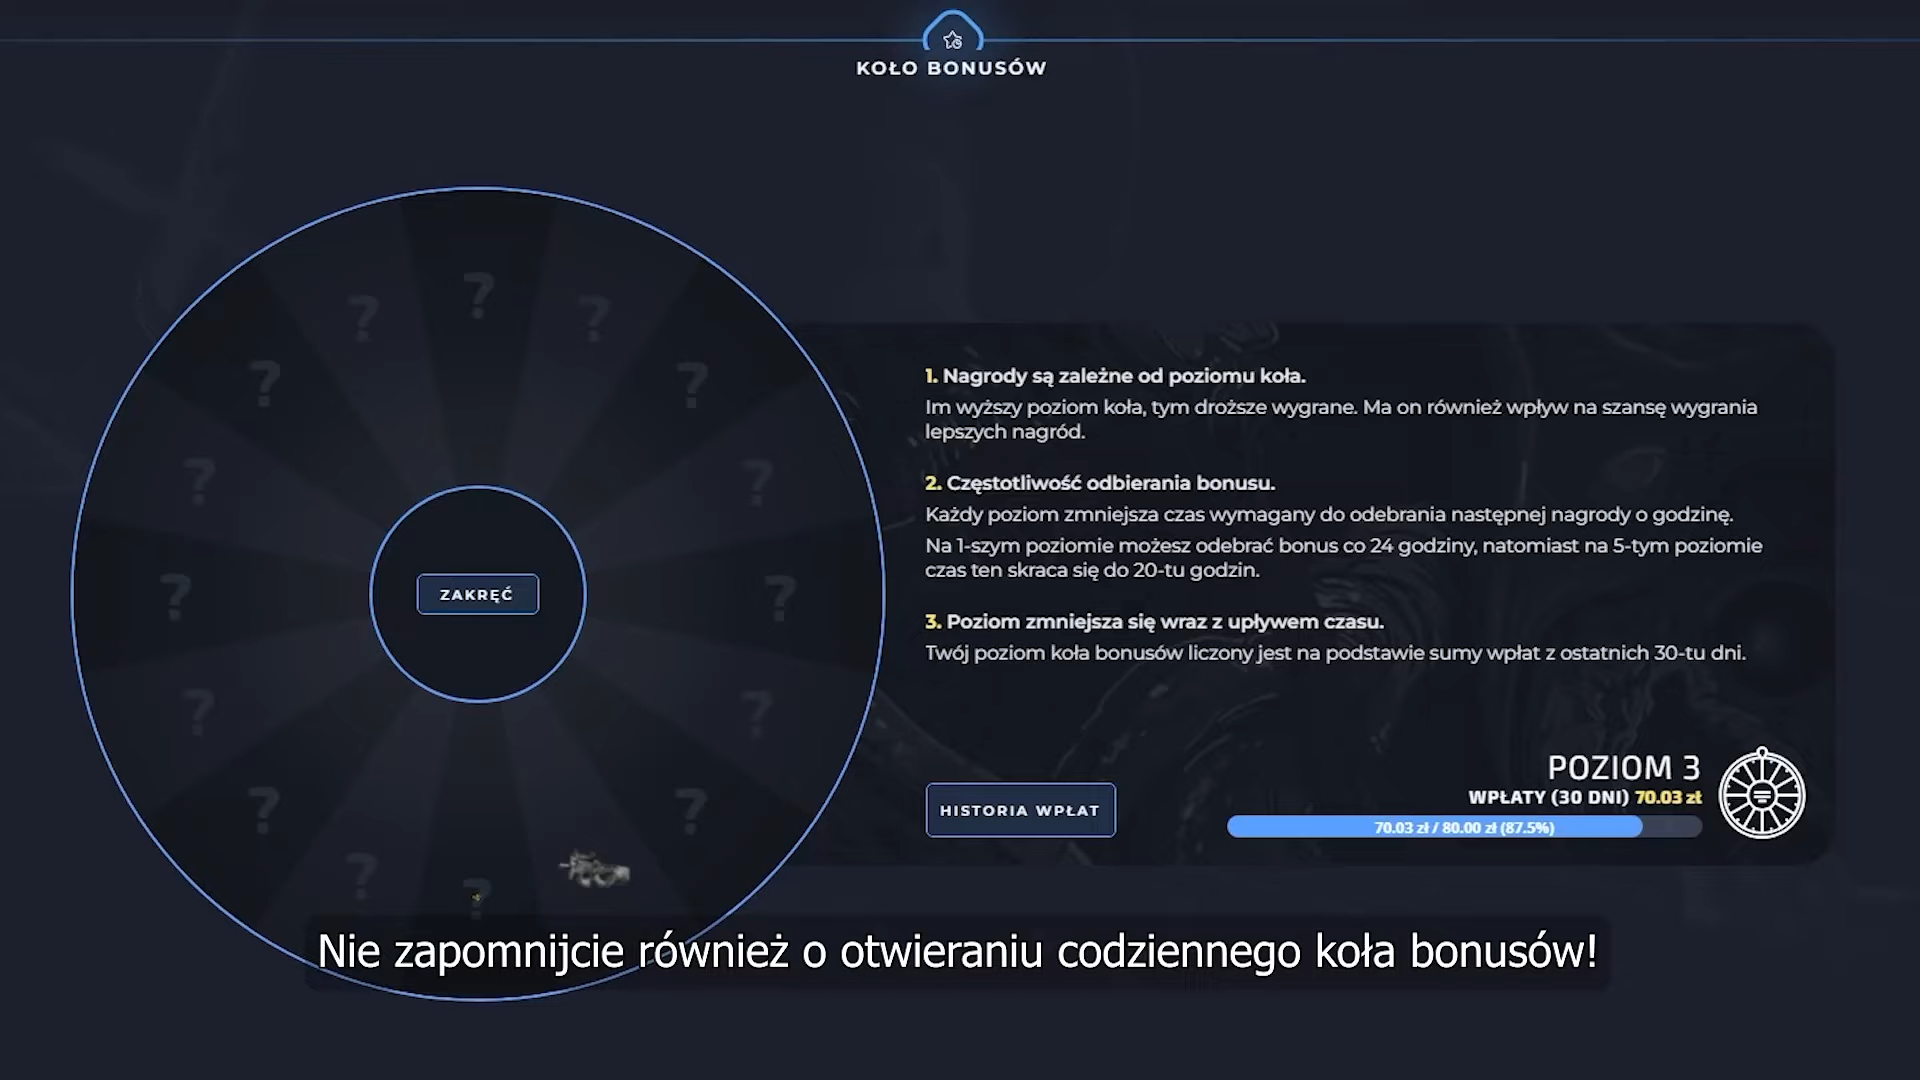 KOŁO BONUSÓW
?
?
?
?
?
?
?
ZAKRĘĆ
?
?
?
?
?
?
?
?
?
1. Nagrody są zależne od poziomu koła.
Im wyższy poziom koła, tym droższe wygrane. Ma on również wpływ na szansę wygrania
lepszych nagród.
2. Częstotliwość odbierania bonusu.
Każdy poziom zmniejsza czas wymagany do odebrania następnej nagrody o godzinę.
Na 1-szym poziomie możesz odebrać bonus co 24 godziny, natomiast na 5-tym poziomie
czas ten skraca się do 20-tu godzin.
3. Poziom zmniejsza się wraz z upływem czasu.
Twój poziom koła bonusów liczony jest na podstawie sumy wpłat z ostatnich 30-tu dni.
HISTORIA WPŁAT
POZIOM 3
WPŁATY (30 DNI) 70.03 zł
70.03 zł / 80.00 zł (87.5%)
Nie zapomnijcie również o otwieraniu codziennego koła bonusów!